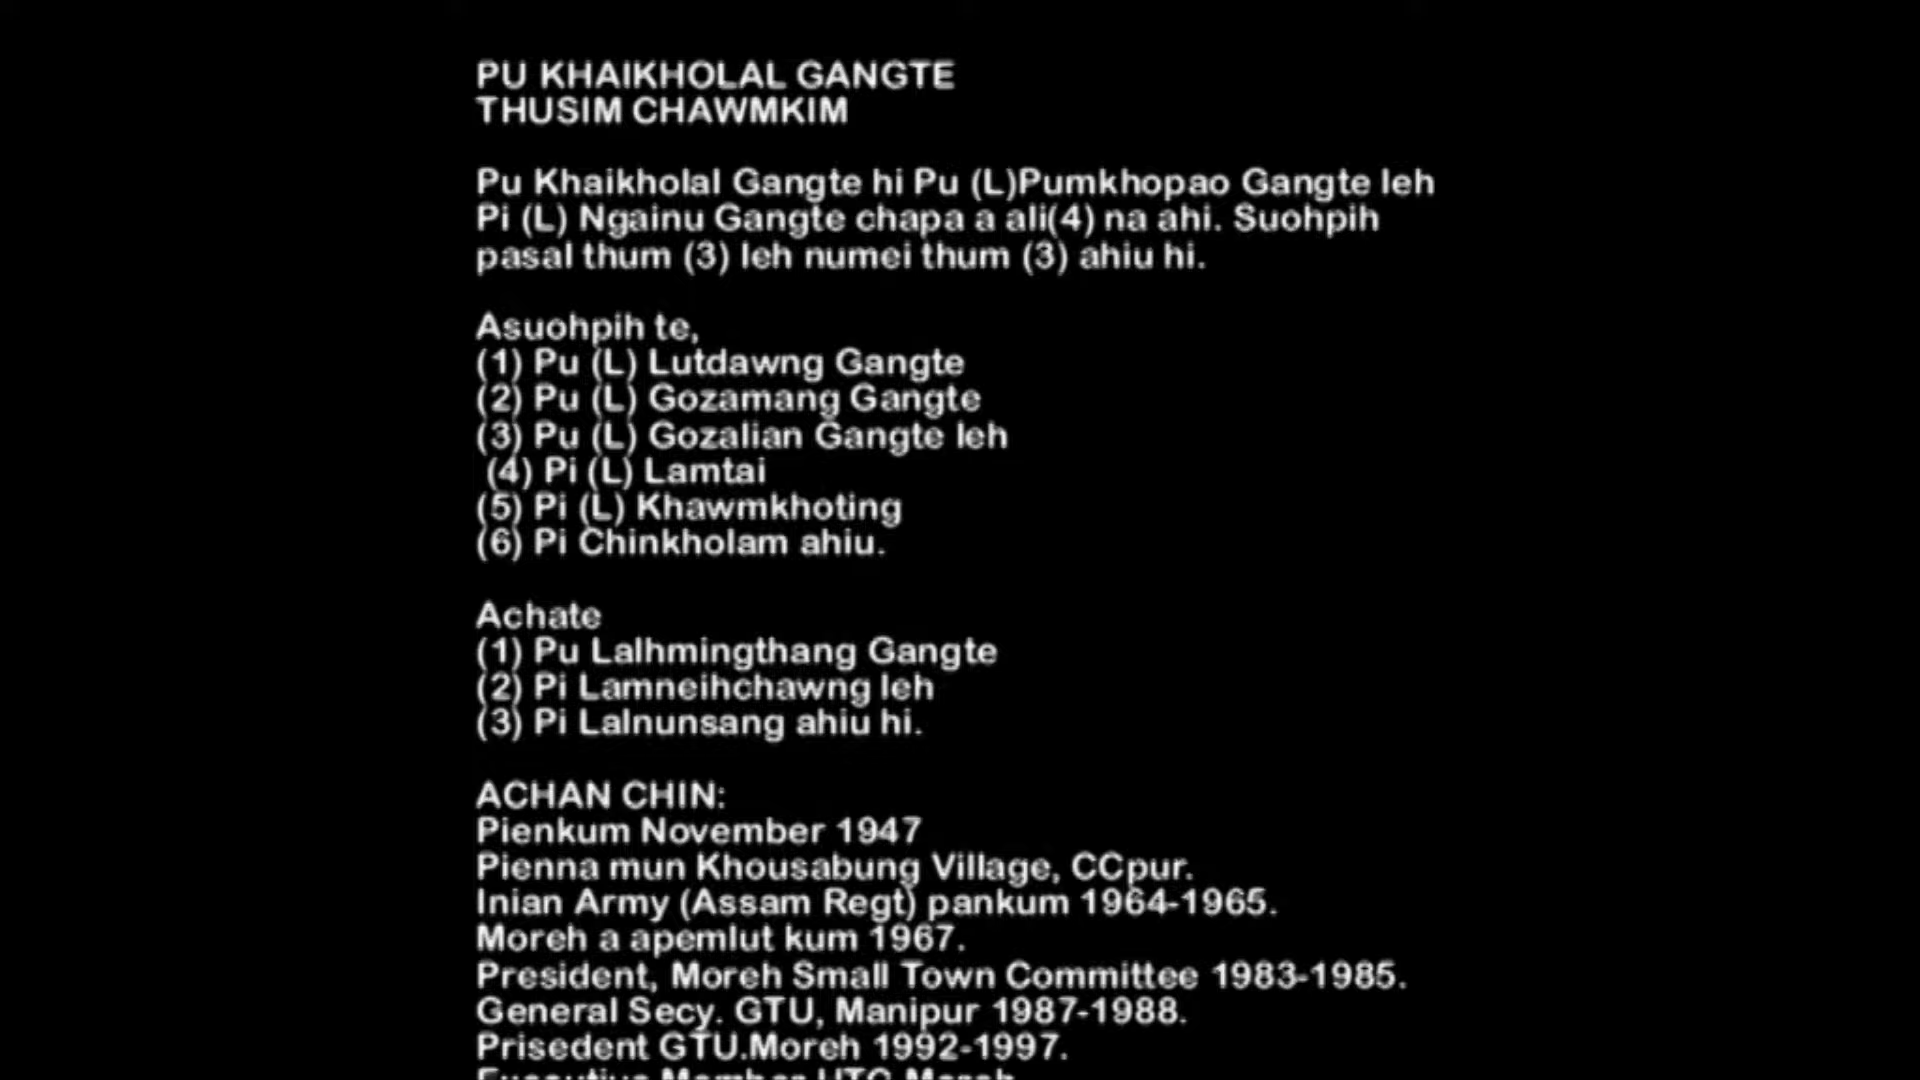 PU KHAIKHOLAL GANGTE
THUSIM CHAWMKIM
Pu Khaikholal Gangte hi Pu (L)Pumkhopao Gangte leh
Pi (L) Ngainu Gangte chapa a ali(4) na ahi. Suohpih
pasal thum (3) leh numei thum (3) ahiu hi.
Asuohpih te,
(1) Pu (L) Lutdawng Gangte
(2) Pu (L) Gozamang Gangte
(3) Pu (L) Gozalian Gangte leh
(4) Pi (L) Lamtai
(5) Pi (L) Khawmkhoting
(6) Pi Chinkholam ahiu.
Achate
(1) Pu Lalhmingthang Gangte
(2) Pi Lamneihchawng leh
(3) Pi Lalnunsang ahiu hi.
ACHAN CHIN:
Pienkum November 1947
Pienna mun Khousabung Village, CCpur.
Inian Army (Assam Regt) pankum 1964-1965.
Moreh a apemlut kum 1967.
President, Moreh Small Town Committee 1983-1985.
General Secy. GTU, Manipur 1987-1988.
Prisedent GTU.Moreh 1992-1997.
Executive Member